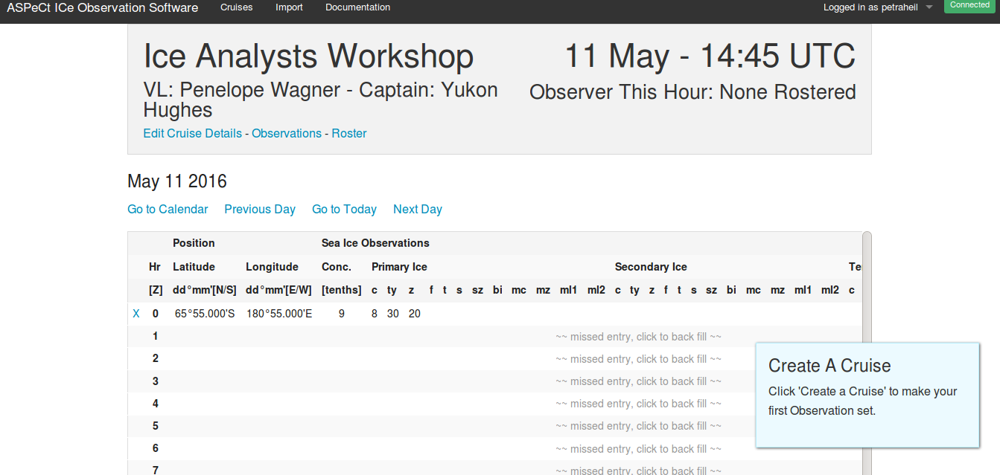 ASPeCt ICe Observation Software Cruises Import Documentation Logged in as petraheil Connected
Ice Analysts Workshop 11 May - 14:45 UTC
VL: Penelope Wagner - Captain: Yukon Hughes Observer This Hour: None Rostered
Edit Cruise Details - Observations - Roster
May 11 2016
Go to Calendar Previous Day Go to Today Next Day
Position Sea Ice Observations
Hr Latitude Longitude Conc. Primary Ice Secondary Ice Te
[Z] dd°mm'[N/S] dd°mm'[E/W] [tenths] c ty z f t s sz bi mc mz ml1 ml2 c ty z f t s sz bi mc mz ml1 ml2 c
X 0 65°55.000'S 180°55.000'E 9 8 30 20
1 ~~ missed entry, click to back fill ~~
2 ~~ missed entry, click to back fill ~~
3 ~~ missed entry, click to back fill ~~
4 ~~ missed entry, click to back fill ~~
5 ~~ missed entry, click to back fill ~~
6 ~~ missed entry, click to back fill ~~
7 ~~ missed entry, click to back fill ~~
Create A Cruise
Click 'Create a Cruise' to make your
first Observation set.